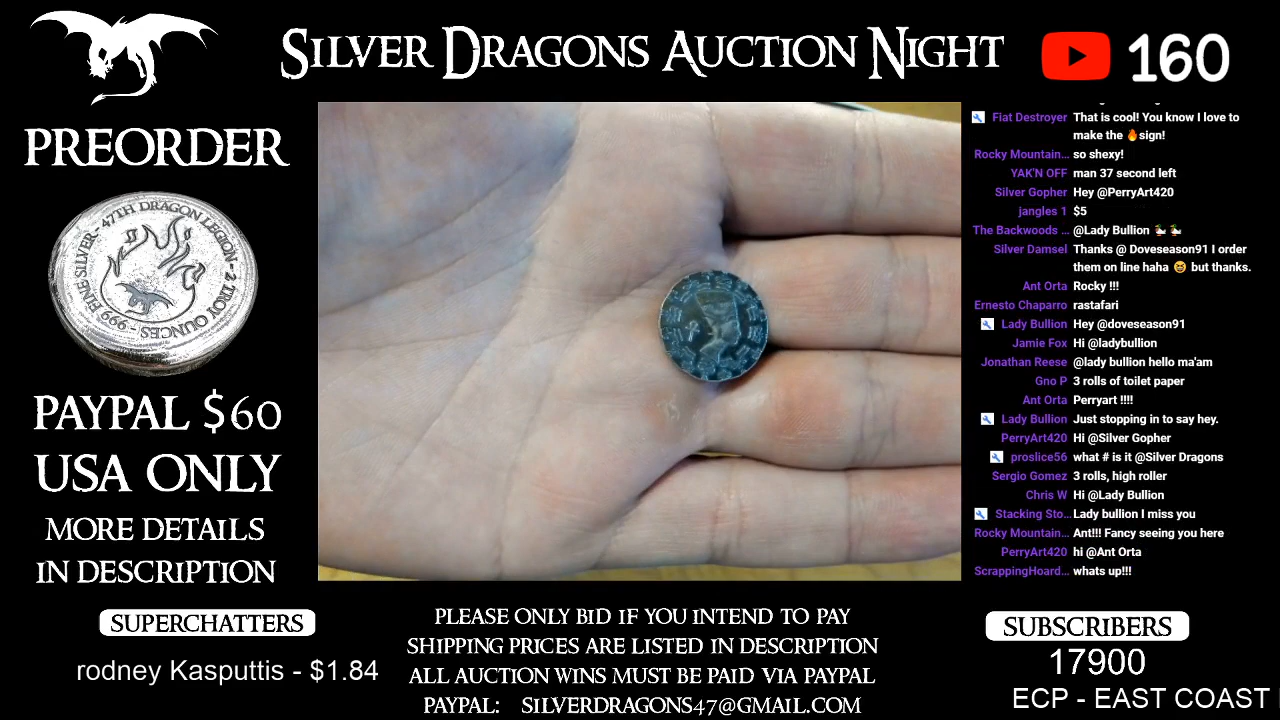 SILVER DRAGONS AUCTION NIGHT
160
PREORDER
999 FINE SILVER - 47TH DRAGON LEGION - 2 TROY OUNCES -
PAYPAL $60
USA ONLY
MORE DETAILS
IN DESCRIPTION
Fiat Destroyer That is cool! You know I love to
make the 🔥sign!
Rocky Mountain... so shexy!
YAK'N OFF man 37 second left
Silver Gopher Hey @PerryArt420
jangles 1 $5
The Backwoods ... @Lady Bullion
Silver Damsel Thanks @ Doveseason91 I order
them on line haha 😆 but thanks.
Ant Orta Rocky !!!
Ernesto Chaparro rastafari
Lady Bullion Hey @doveseason91
Jamie Fox Hi @ladybullion
Jonathan Reese @lady bullion hello ma'am
Gno P 3 rolls of toilet paper
Ant Orta Perryart !!!!
Lady Bullion Just stopping in to say hey.
PerryArt420 Hi @Silver Gopher
proslice56 what # is it @Silver Dragons
Sergio Gomez 3 rolls, high roller
Chris W Hi @Lady Bullion
Stacking Sto... Lady bullion I miss you
Rocky Mountain... Ant!!! Fancy seeing you here
PerryArt420 hi @Ant Orta
ScrappingHoard... whats up!!!
SUPERCHATTERS
rodney Kasputtis - $1.84
PLEASE ONLY BID IF YOU INTEND TO PAY
SHIPPING PRICES ARE LISTED IN DESCRIPTION
ALL AUCTION WINS MUST BE PAID VIA PAYPAL
PAYPAL: SILVERDRAGONS47@GMAIL.COM
SUBSCRIBERS
17900
ECP - EAST COAST